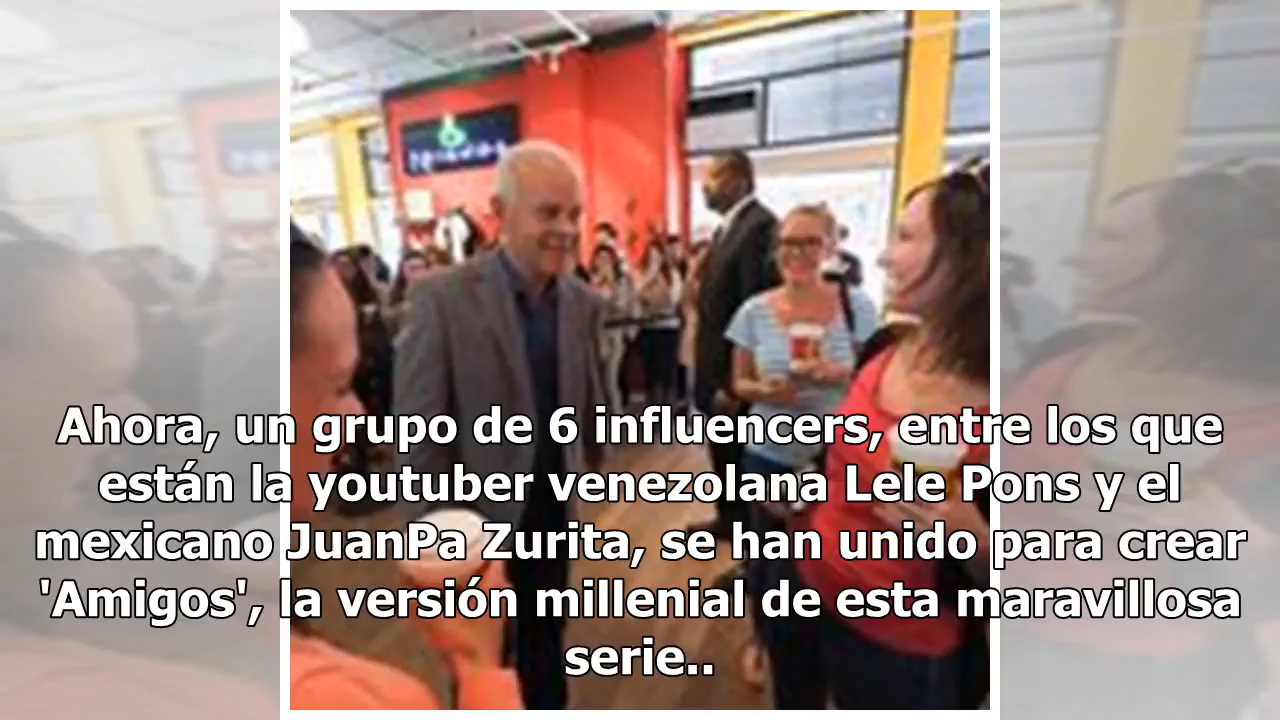 Ahora, un grupo de 6 influencers, entre los que
están la youtuber venezolana Lele Pons y el
mexicano JuanPa Zurita, se han unido para crear
'Amigos', la versión millenial de esta maravillosa
serie..